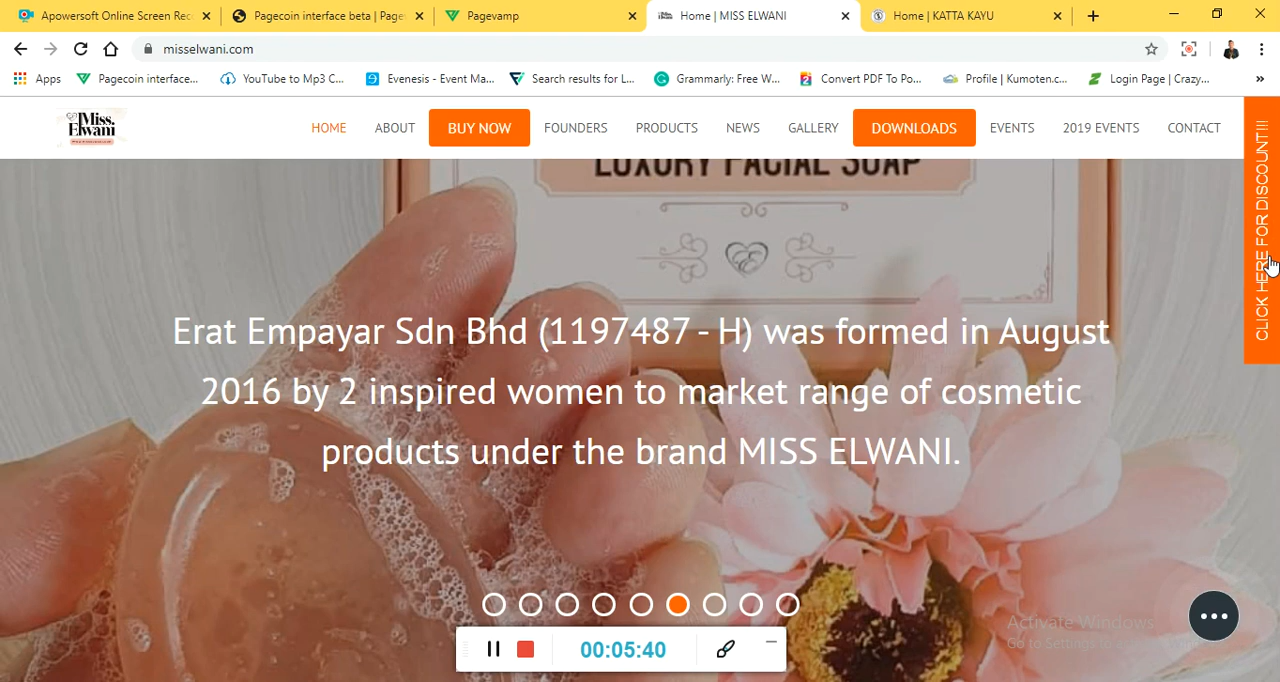 Apowersoft Online Screen Rec
Pagecoin interface beta | Page
Pagevamp
Home | MISS ELWANI
Home | KATTA KAYU
misselwani.com
Apps
Pagecoin interface...
YouTube to Mp3 C...
Evenesis - Event Ma...
Search results for L...
Grammarly: Free W...
Convert PDF To Po...
Profile | Kumoten.c...
Login Page | Crazy...
Miss.
Elwani
HOME
ABOUT
BUY NOW
FOUNDERS
PRODUCTS
NEWS
GALLERY
DOWNLOADS
EVENTS
2019 EVENTS
CONTACT
CLICK HERE FOR DISCOUNT!!!
LUXURY FACIAL SOAP
Erat Empayar Sdn Bhd (1197487 - H) was formed in August
2016 by 2 inspired women to market range of cosmetic
products under the brand MISS ELWANI.
Activate Windows
Go to Settings to activate Windows.
00:05:40